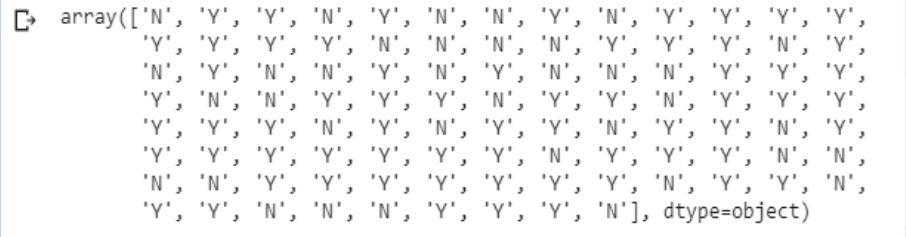 array(['N', 'Y', 'Y', 'N', 'Y', 'N', 'N', 'Y', 'N', 'Y', 'Y', 'Y', 'Y',
'Y', 'Y', 'Y', 'Y', 'N', 'N', 'N', 'N', 'Y', 'Y', 'Y', 'N', 'Y',
'N', 'Y', 'N', 'N', 'Y', 'N', 'Y', 'N', 'N', 'N', 'Y', 'Y', 'Y',
'Y', 'N', 'N', 'Y', 'Y', 'Y', 'N', 'Y', 'Y', 'N', 'Y', 'Y', 'Y',
'Y', 'Y', 'Y', 'N', 'Y', 'N', 'Y', 'Y', 'N', 'Y', 'Y', 'N', 'Y',
'Y', 'Y', 'Y', 'Y', 'Y', 'Y', 'Y', 'N', 'Y', 'Y', 'Y', 'N', 'N',
'N', 'N', 'Y', 'Y', 'Y', 'Y', 'Y', 'Y', 'Y', 'N', 'Y', 'Y', 'N',
'Y', 'Y', 'N', 'N', 'N', 'Y', 'Y', 'Y', 'N'], dtype=object)